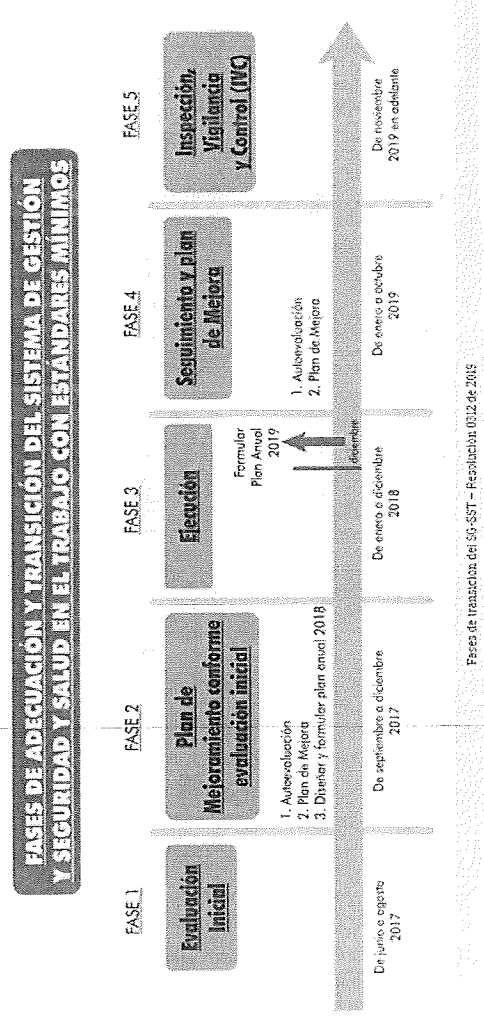 FASES DE ADECUACIÓN Y TRANSICIÓN DEL SISTEMA DE GESTIÓN
Y SEGURIDAD Y SALUD EN EL TRABAJO CON ESTÁNDARES MÍNIMOS
FASE 1
Evaluación
Inicial
De junio a agosto
2017
FASE 2
Plan de
Mejoramiento conforme
evaluación inicial
1. Autoevaluación
2. Plan de Mejora
3. Diseñar y formular plan anual 2018
De septiembre a diciembre
2017
FASE 3
Ejecución
Formular
Plan Anual
2019
diciembre
De enero a diciembre
2018
FASE 4
Seguimiento y plan
de Mejora
1. Autoevaluación
2. Plan de Mejora
De enero a octubre
2019
FASE 5
Inspección,
Vigilancia
y Control (IVC)
De noviembre
2019 en adelante
Fases de transición del SG-SST – Resolución 0312 de 2019